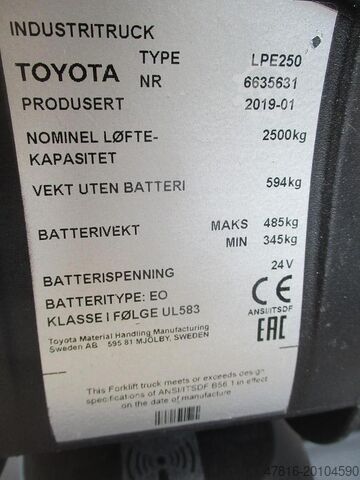 INDUSTRITRUCK
TOYOTA TYPE LPE250
NR 6635631
PRODUSERT 2019-01
NOMINEL LØFTE-
KAPASITET 2500kg
VEKT UTEN BATTERI 594kg
BATTERIVEKT MAKS 485kg
MIN 345kg
BATTERISPENNING 24V
BATTERITYPE: EO
KLASSE I FØLGE UL583
CE
ANSI/ITSDF
EAC
Toyota Material Handling Manufacturing
Sweden AB 595 81 MJÖLBY, SWEDEN
This Forklift truck meets or exceeds design
specifications of ANSI/ITSDF B56.1 in effect
on the date of manufacture
47816-20104590